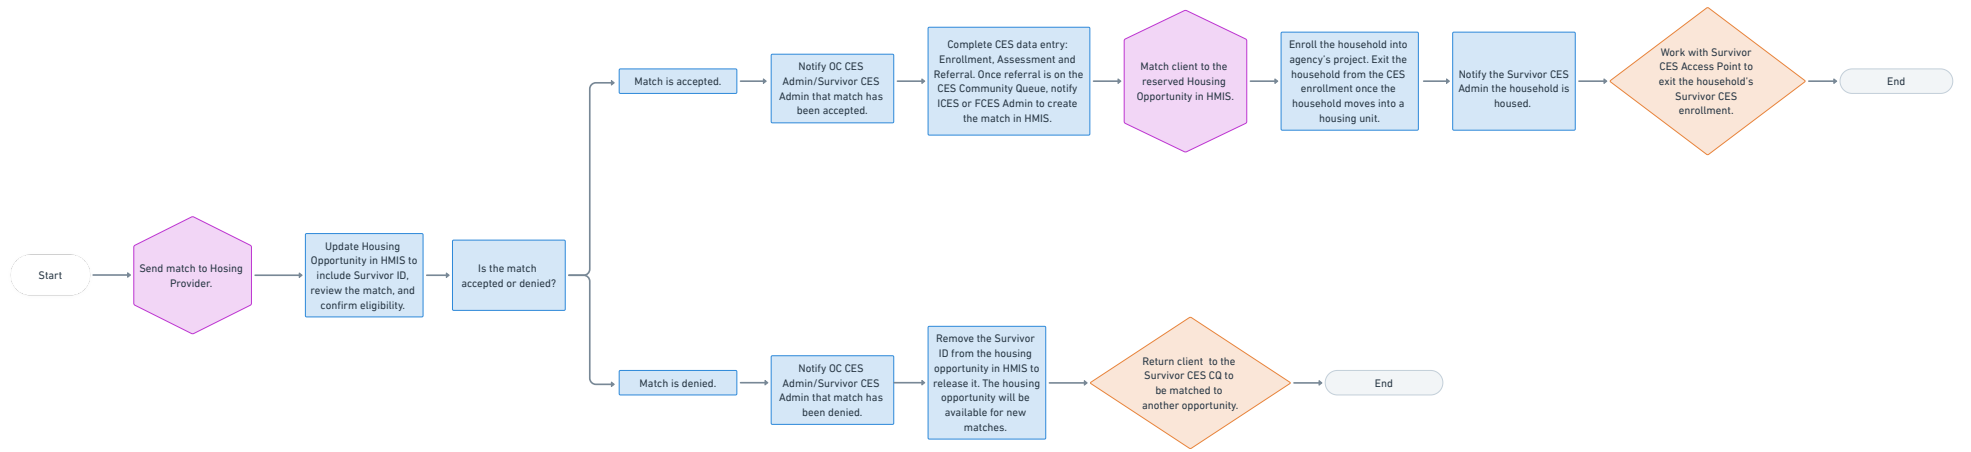 Start
Send match to Hosing
Provider.
Update Housing
Opportunity in HMIS to
include Survivor ID,
review the match, and
confirm eligibility.
Is the match
accepted or denied?
Match is accepted.
Notify OC CES
Admin/Survivor CES
Admin that match has
been accepted.
Complete CES data entry:
Enrollment, Assessment and
Referral. Once referral is on the
CES Community Queue, notify
ICES or FCES Admin to create
the match in HMIS.
Match client to the
reserved Housing
Opportunity in HMIS.
Enroll the household into
agency's project. Exit the
household from the CES
enrollment once the
household moves into a
housing unit.
Notify the Survivor CES
Admin the household is
housed.
Work with Survivor
CES Access Point to
exit the household's
Survivor CES
enrollment.
End
Match is denied.
Notify OC CES
Admin/Survivor CES
Admin that match has
been denied.
Remove the Survivor
ID from the housing
opportunity in HMIS to
release it. The housing
opportunity will be
available for new
matches.
Return client to the
Survivor CES CQ to
be matched to
another opportunity.
End